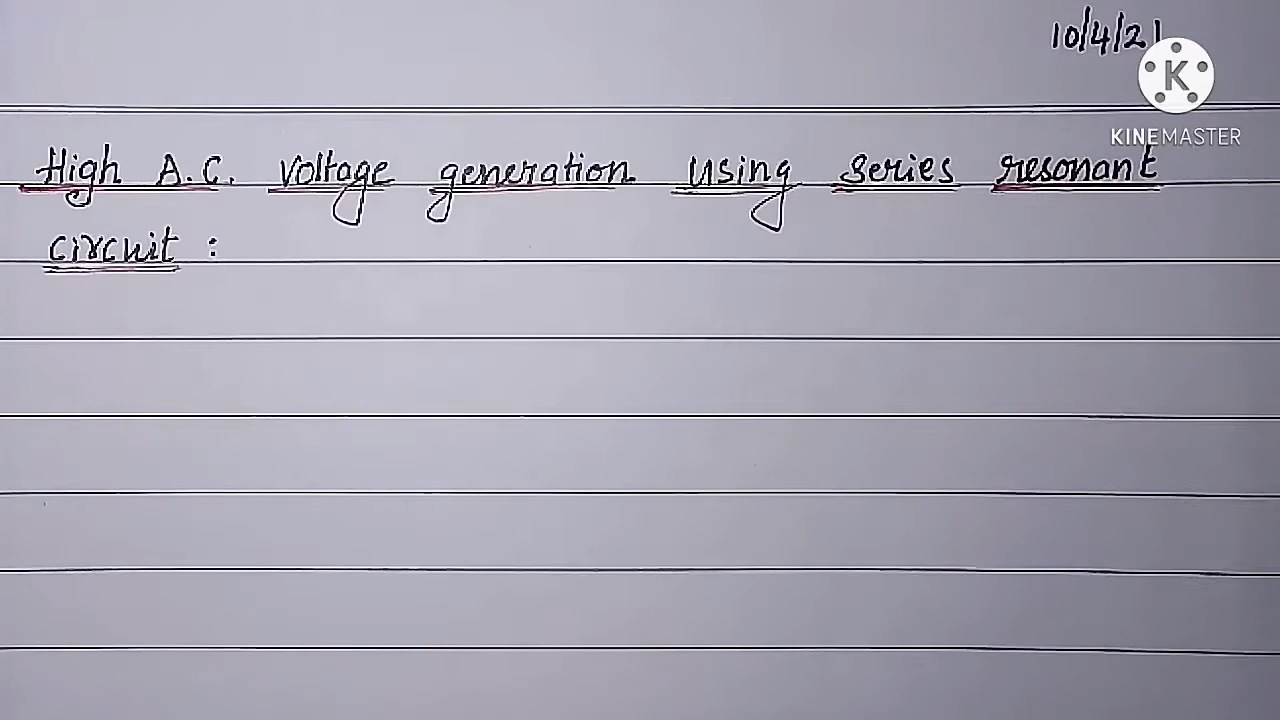 10/4/21
K
KINEMASTER
High A.C. voltage generation using series resonant
circuit :